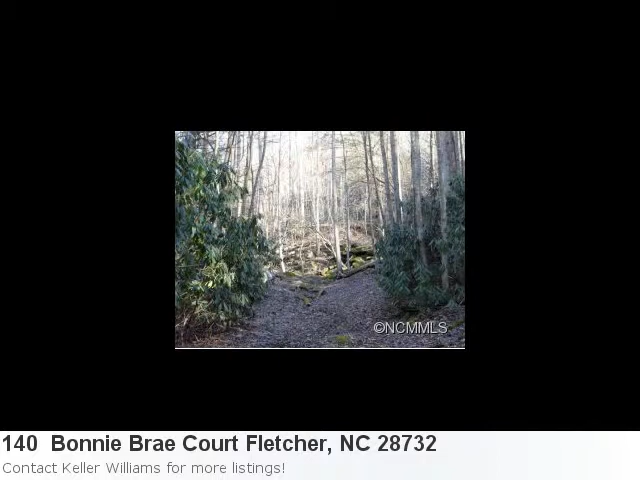 ©NCMMLS
140 Bonnie Brae Court Fletcher, NC 28732
Contact Keller Williams for more listings!